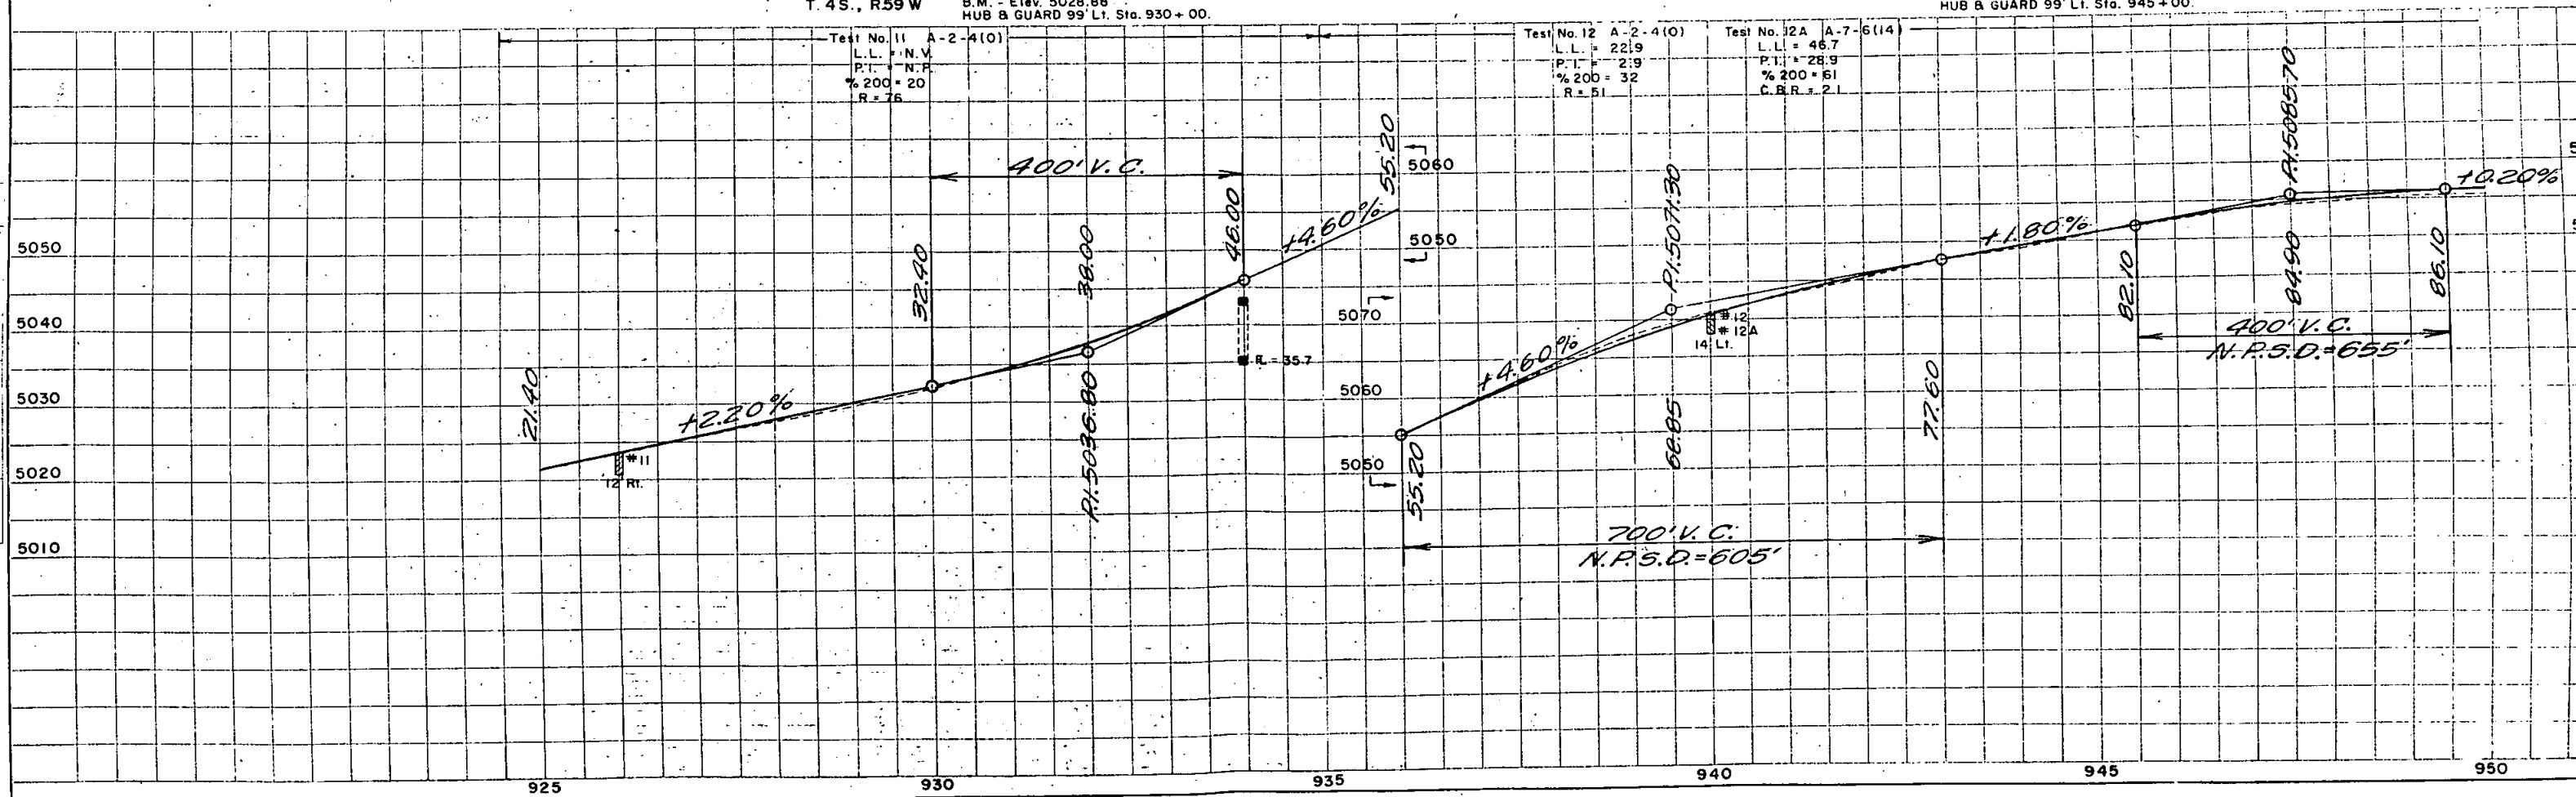 T. 4S., R59W
B.M. - Elev. 5028.88
HUB & GUARD 99' Lt. Sta. 930+00.
HUB & GUARD 99' Lt. Sta. 945+00.
Test No. 11 A-2-4(0)
L.L. = N.V.
P.I. = N.P.
% 200 = 20
R = 76
Test No. 12 A-2-4(0)
L.L. = 22.9
P.I. = 2.9
% 200 = 32
R = 51
Test No. 12A A-7-6(14)
L.L. = 46.7
P.I. = 28.9
% 200 = 61
C.B.R. = 2.1
400' V.C.
55.20
5060
P.I. 5085.70
+0.20%
5050
32.40
38.00
46.00
+4.60%
5050
P.I. 5071.30
+1.80%
82.10
84.90
86.10
5040
5070
#12
#12A
14' Lt.
400' V.C.
N.P.S.D.=655'
FL = 35.7
21.40
5030
+2.20%
P.I. 5036.80
5060
+4.60%
68.85
77.60
5020
#11
12' Rt.
5050
55.20
5010
700' V.C.
N.P.S.D.=605'
925
930
935
940
945
950